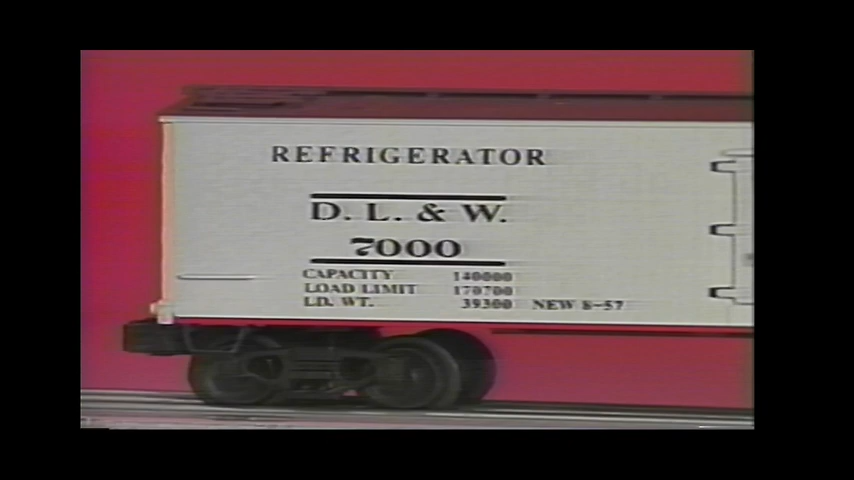 REFRIGERATOR
D. L. & W.
7000
CAPACITY 140000
LOAD LIMIT 170700
LD. WT. 39300 NEW 8-57